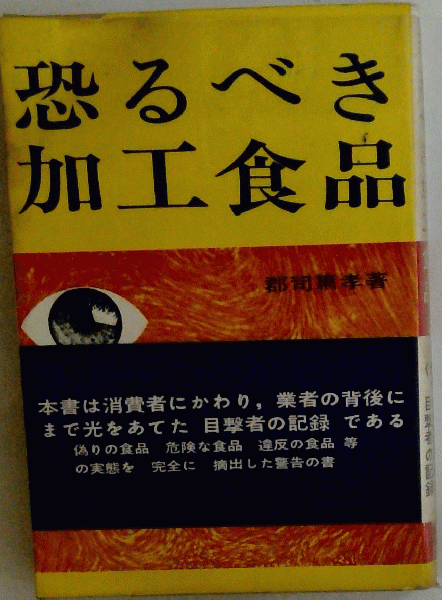 恐るべき
加工食品
郡司篤孝著
本書は消費者にかわり，業者の背後に
まで光をあてた 目撃者の記録 である
偽りの食品 危険な食品 違反の食品 等
の実態を 完全に 摘出した警告の書
目撃者の記録